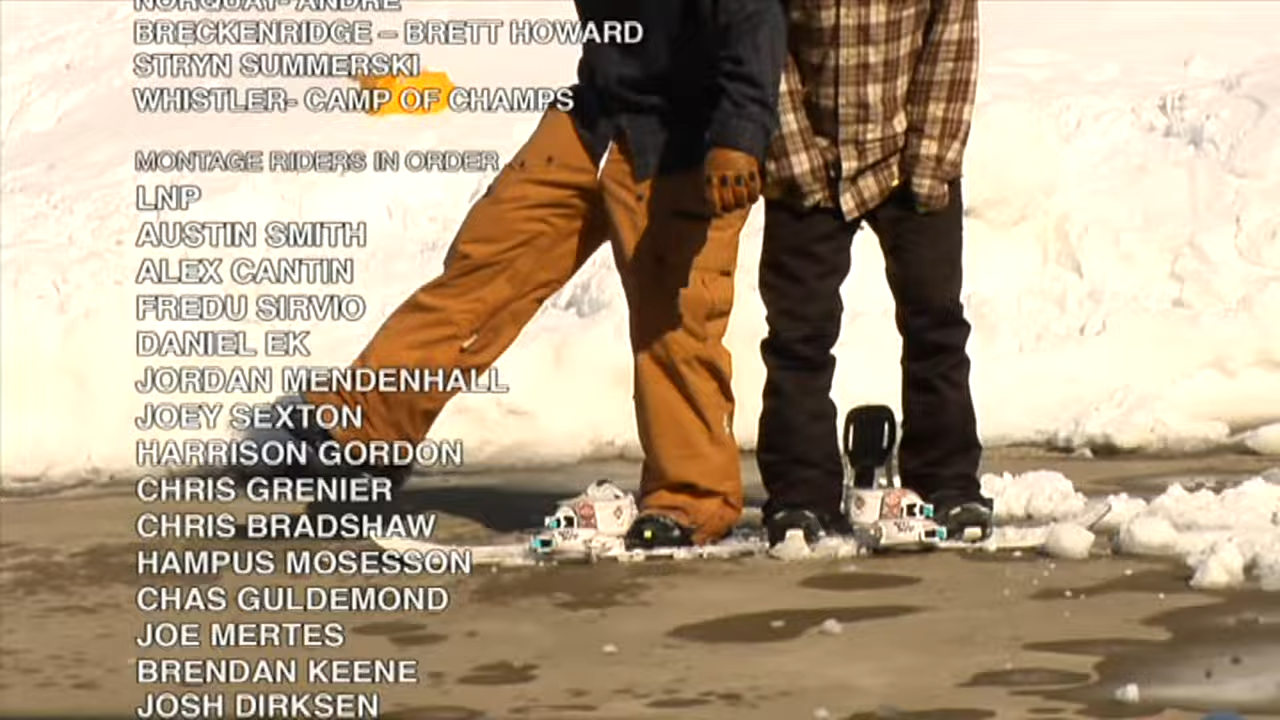 NORQUAY- ANDRE
BRECKENRIDGE – BRETT HOWARD
STRYN SUMMERSKI
WHISTLER- CAMP OF CHAMPS
MONTAGE RIDERS IN ORDER
LNP
AUSTIN SMITH
ALEX CANTIN
FREDU SIRVIO
DANIEL EK
JORDAN MENDENHALL
JOEY SEXTON
HARRISON GORDON
CHRIS GRENIER
CHRIS BRADSHAW
HAMPUS MOSESSON
CHAS GULDEMOND
JOE MERTES
BRENDAN KEENE
JOSH DIRKSEN